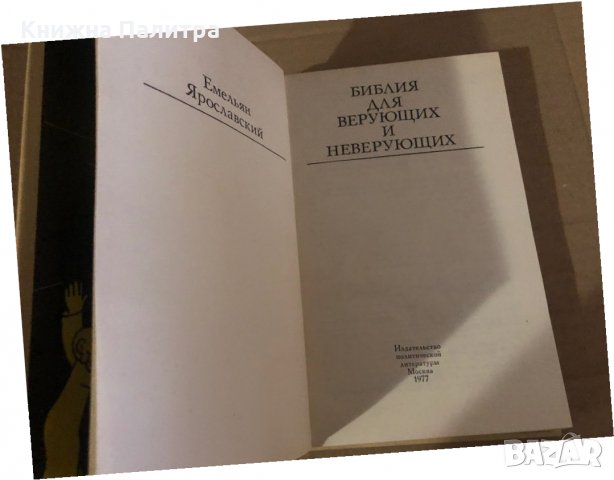 Книжна Палитра
Емельян
Ярославский
БИБЛИЯ
ДЛЯ
ВЕРУЮЩИХ
И
НЕВЕРУЮЩИХ
Издательство
политической
литературы
Москва
1977
BAZAR